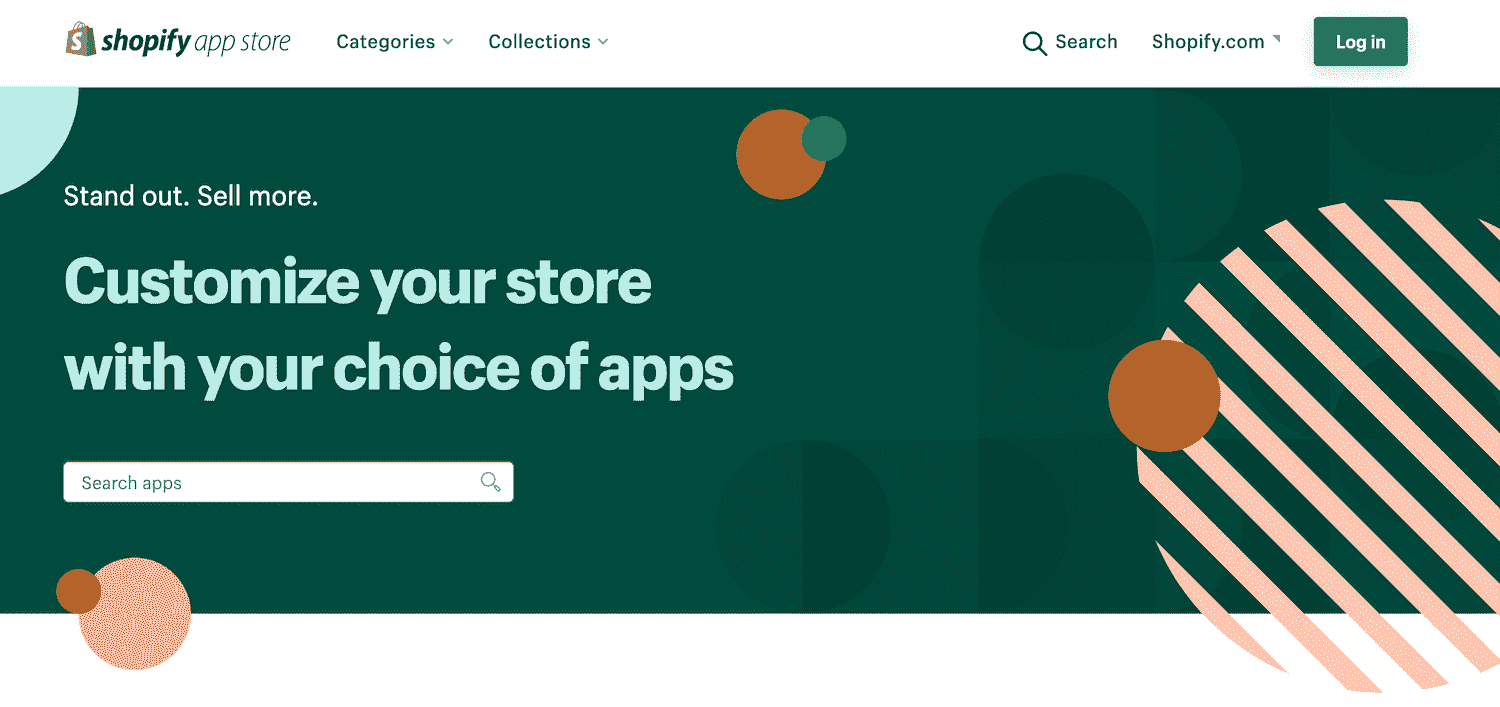 shopify app store Categories Collections Search Shopify.com Log in
Stand out. Sell more.
Customize your store
with your choice of apps
Search apps